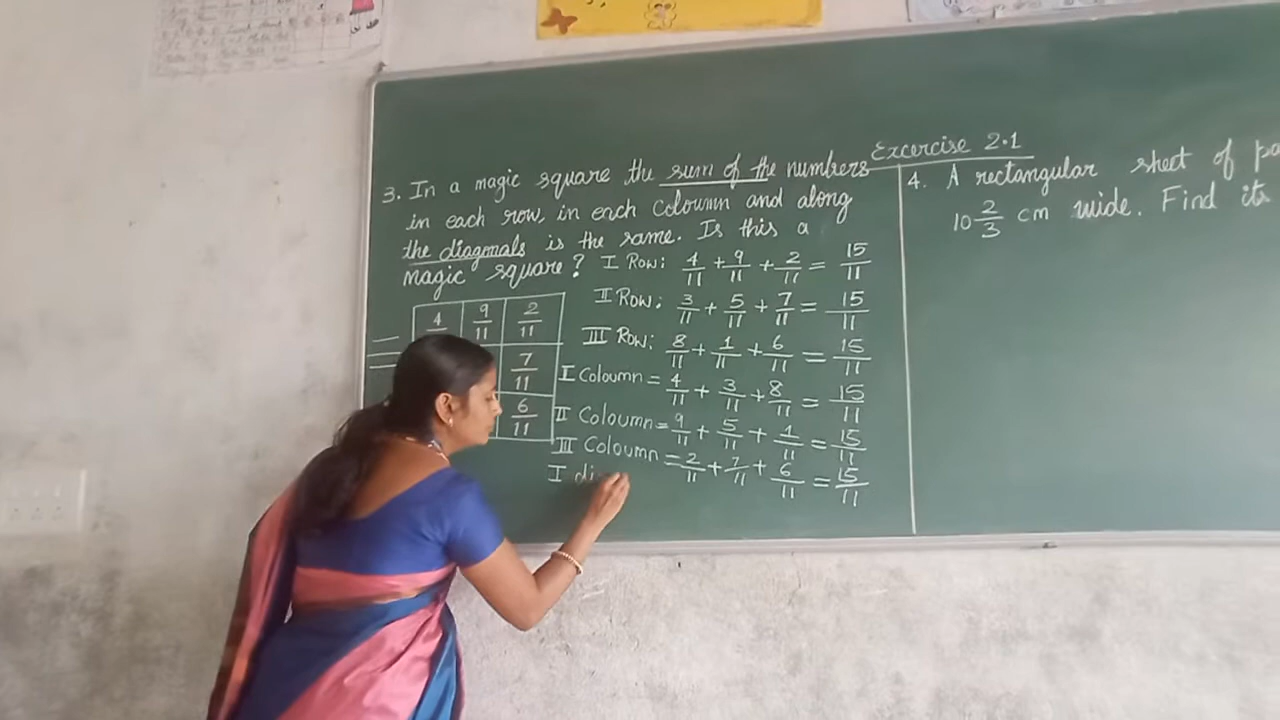 Excercise 2.1
3. In a magic square the sum of the numbers
in each row, in each coloumn and along
the diagonals is the same. Is this a
magic square?
4/11 9/11 2/11
7/11
6/11
I Row: 4/11 + 9/11 + 2/11 = 15/11
II Row: 3/11 + 5/11 + 7/11 = 15/11
III Row: 8/11 + 1/11 + 6/11 = 15/11
I Coloumn = 4/11 + 3/11 + 8/11 = 15/11
II Coloumn = 9/11 + 5/11 + 1/11 = 15/11
III Coloumn = 2/11 + 7/11 + 6/11 = 15/11
I di
4. A rectangular sheet of pa
10 2/3 cm wide. Find its